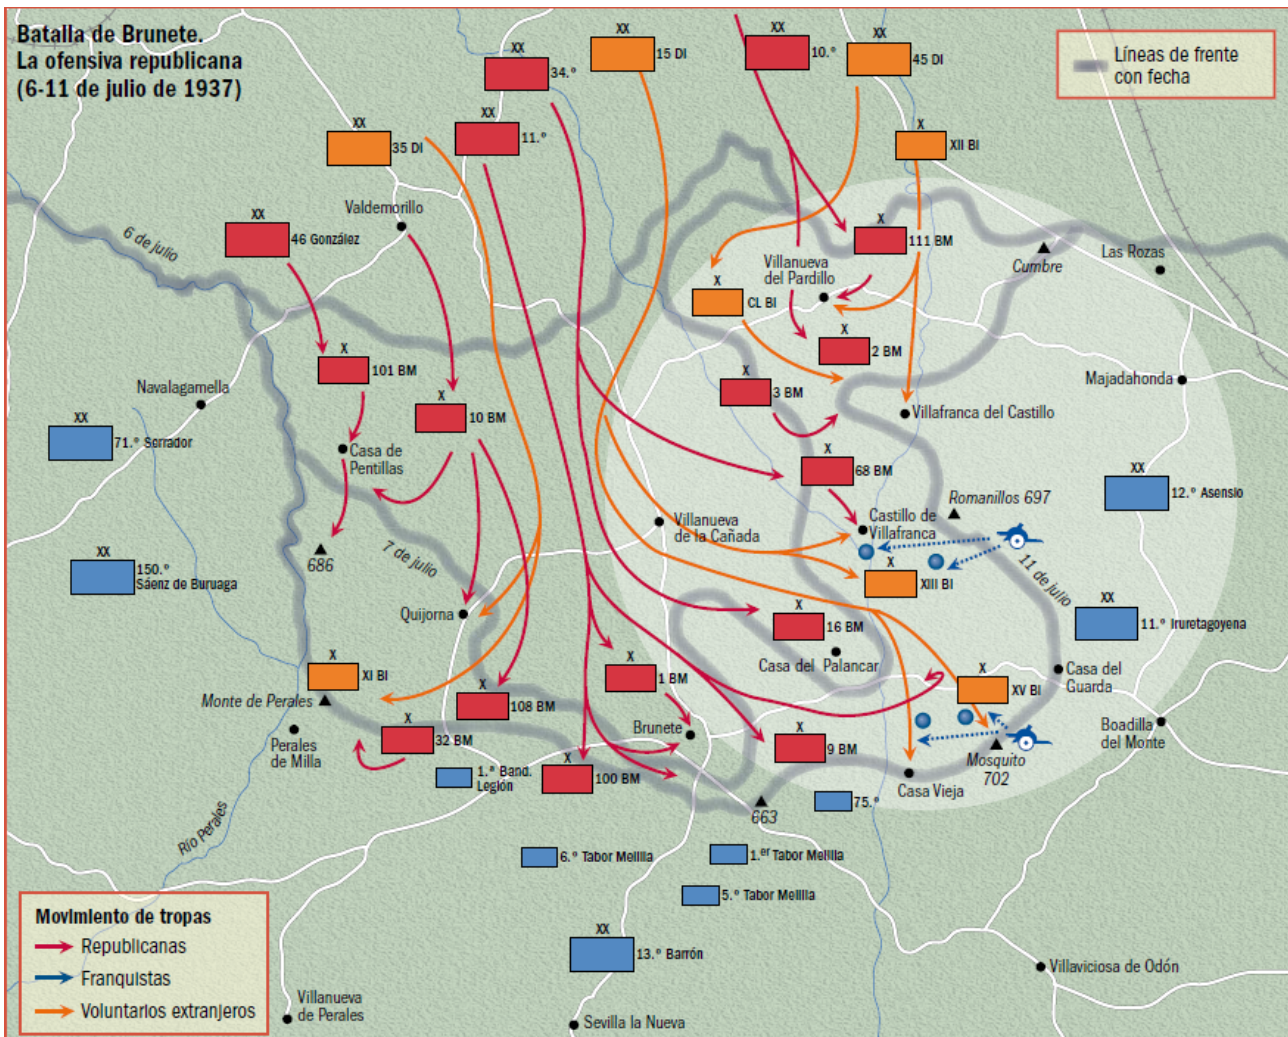 Batalla de Brunete.
La ofensiva republicana
(6-11 de julio de 1937)
Líneas de frente
con fecha
XX
34.º
XX
15 DI
XX
10.º
XX
45 DI
XX
35 DI
XX
11.º
X
XII BI
Valdemorillo
XX
46 González
6 de julio
X
111 BM
Villanueva
del Pardillo
Cumbre
Las Rozas
X
CL BI
X
2 BM
X
101 BM
Navalagamella
X
3 BM
Majadahonda
X
10 BM
Villafranca del Castillo
XX
71.º Serrador
Casa de
Pentillas
X
68 BM
XX
12.º Asensio
Romanillos 697
Villanueva
de la Cañada
Castillo de
Villafranca
7 de julio
686
XX
150.º
Sáenz de Buruaga
X
XIII BI
11 de julio
Quijorna
X
16 BM
XX
11.º Iruretagoyena
Casa del Palancar
X
XI BI
X
1 BM
X
XV BI
Casa del
Guarda
Monte de Perales
X
108 BM
Perales
de Milla
X
32 BM
Brunete
X
9 BM
Boadilla
del Monte
Mosquito
702
1.ª Band.
Legión
X
100 BM
Casa Vieja
663
75.º
Río Perales
6.º Tabor Melilla
1.er Tabor Melilla
5.º Tabor Melilla
Movimiento de tropas
Republicanas
Franquistas
Voluntarios extranjeros
XX
13.º Barrón
Villaviciosa de Odón
Villanueva
de Perales
Sevilla la Nueva